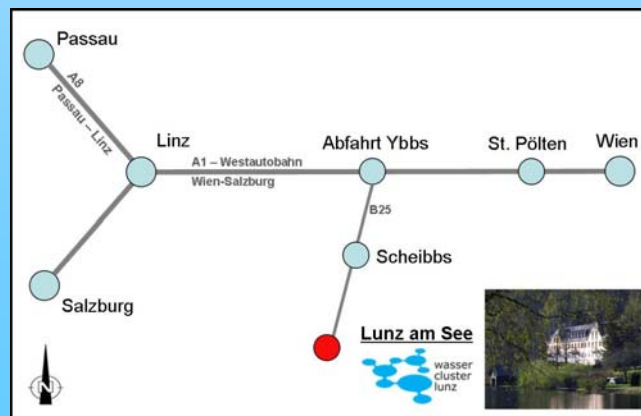 Passau
A8
Passau – Linz
Linz
A1 – Westautobahn
Wien-Salzburg
Abfahrt Ybbs
St. Pölten
Wien
B25
Scheibbs
Salzburg
Lunz am See
wasser
cluster
lunz
N